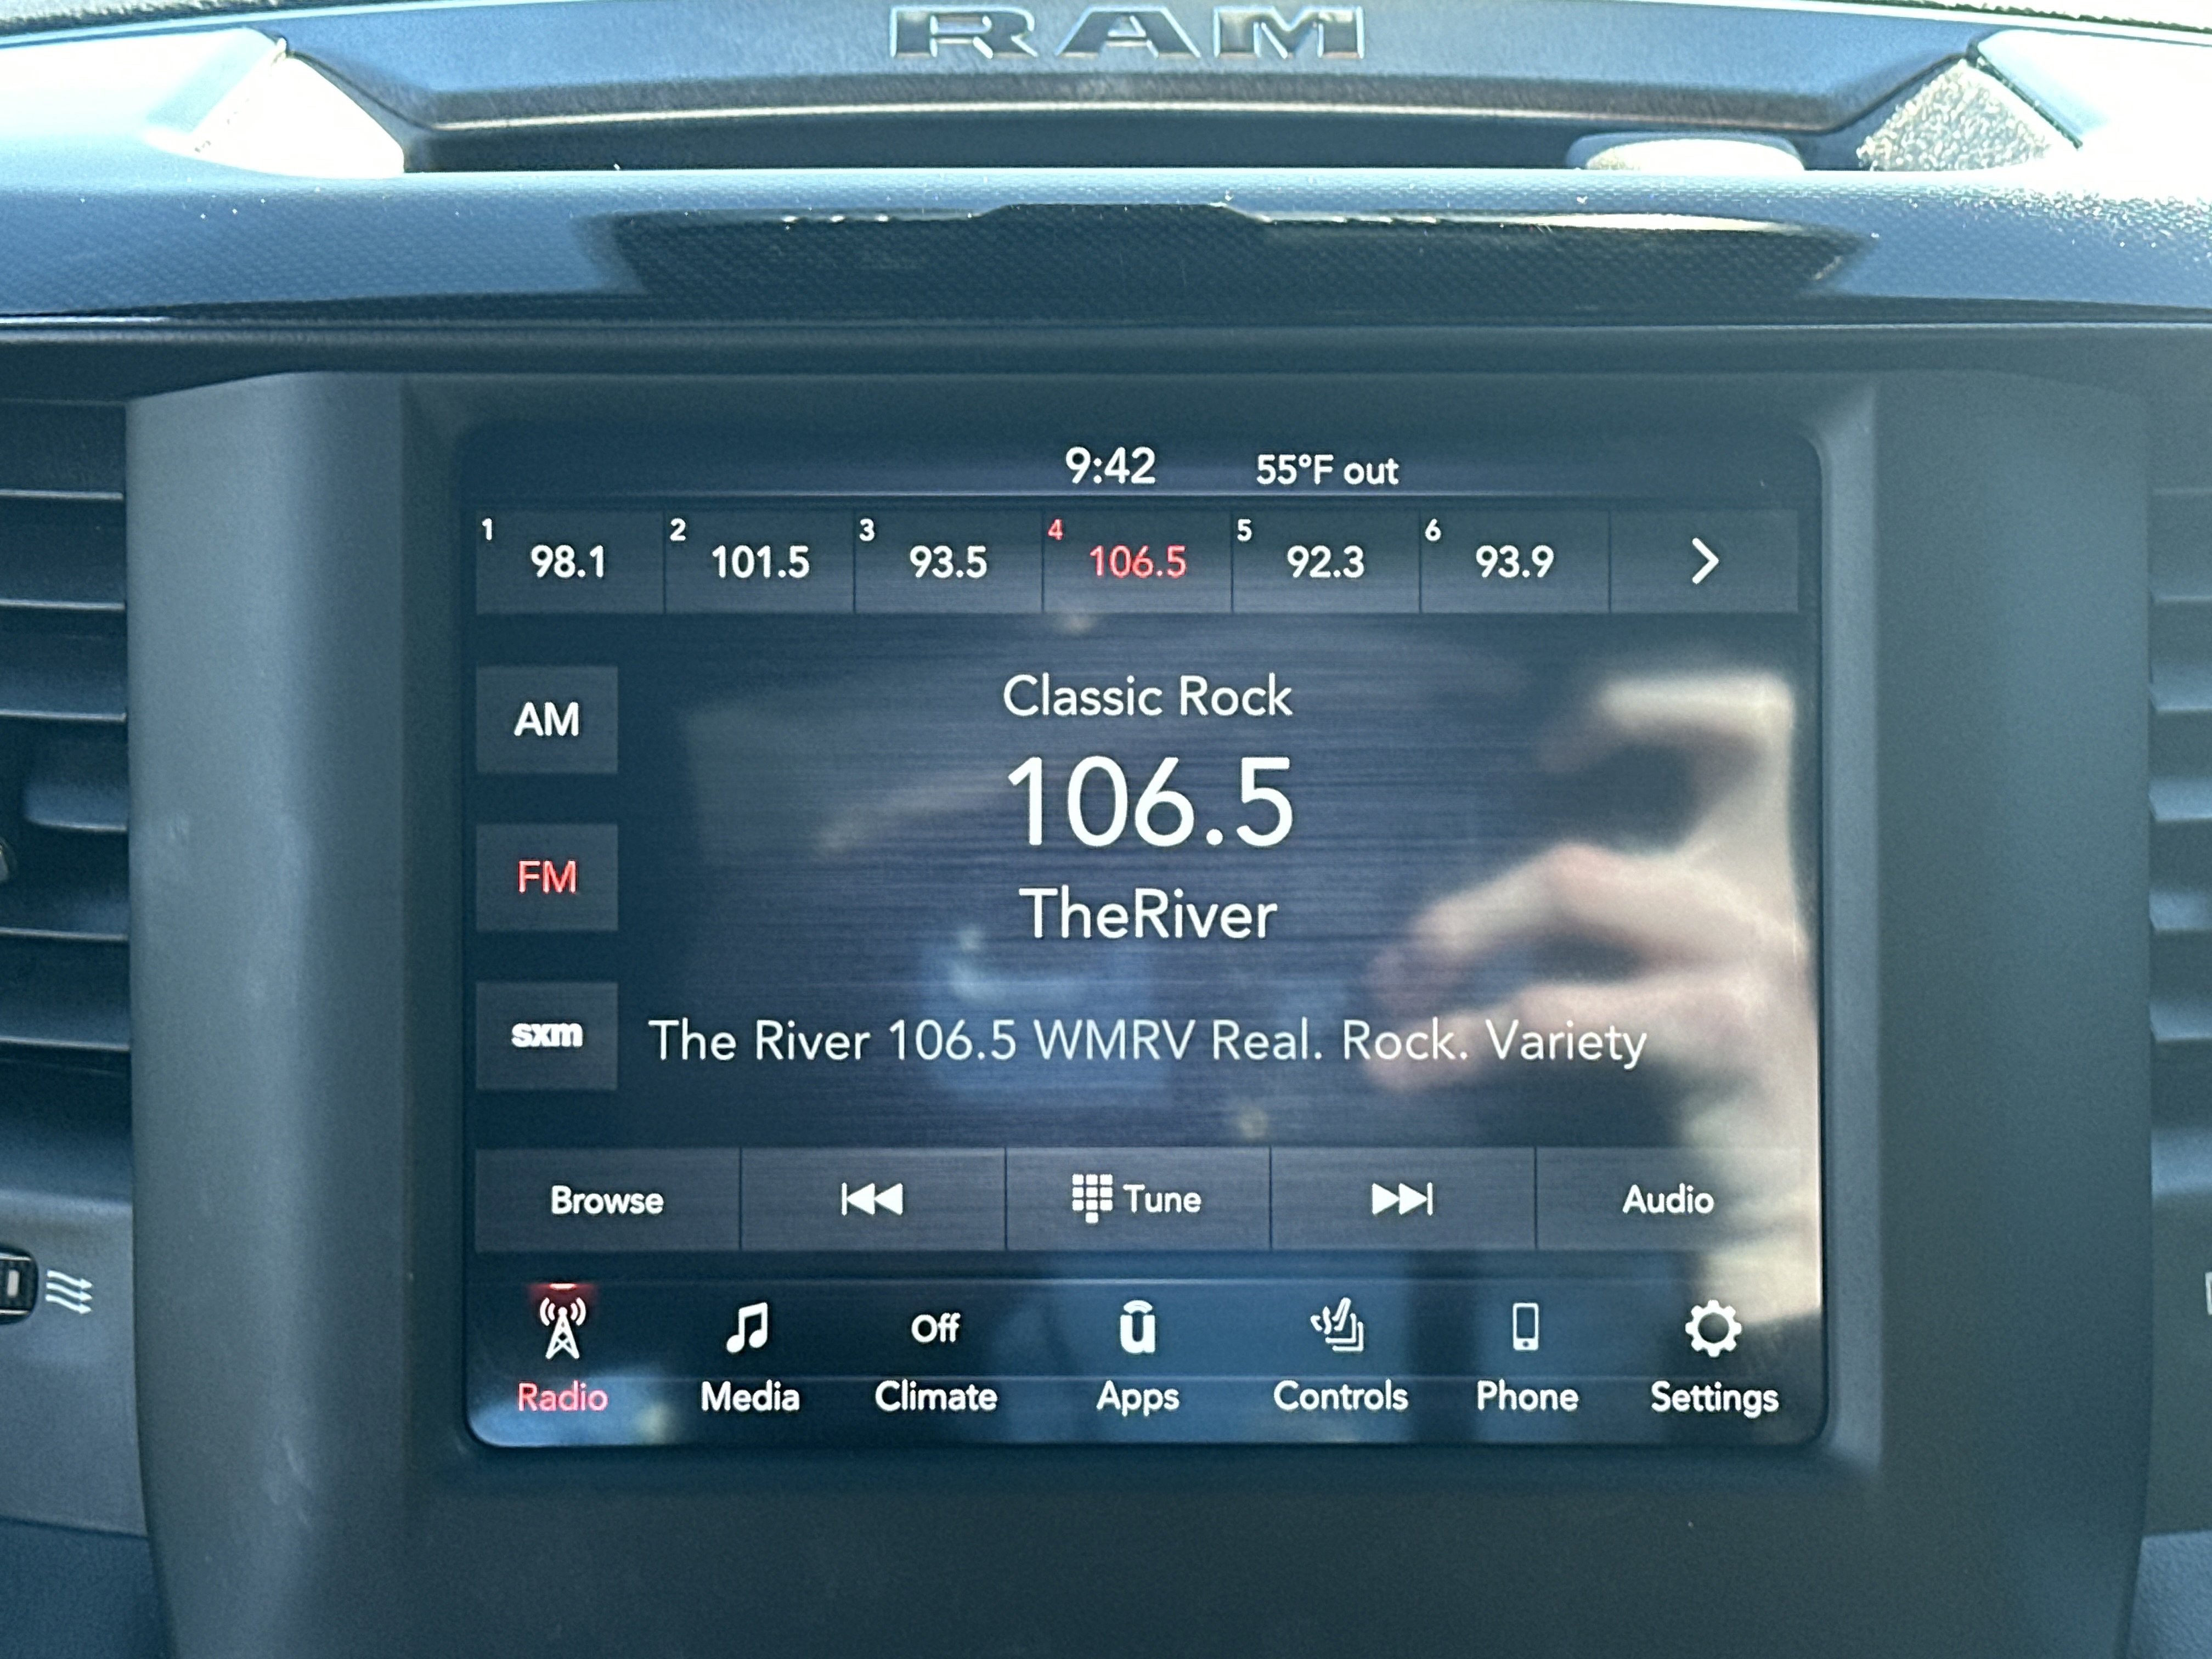 RAM
9:42 55°F out
1 98.1 2 101.5 3 93.5 4 106.5 5 92.3 6 93.9
Classic Rock
AM
106.5
FM
TheRiver
sxm
The River 106.5 WMRV Real. Rock. Variety
Browse Tune Audio
Off
Radio Media Climate Apps Controls Phone Settings